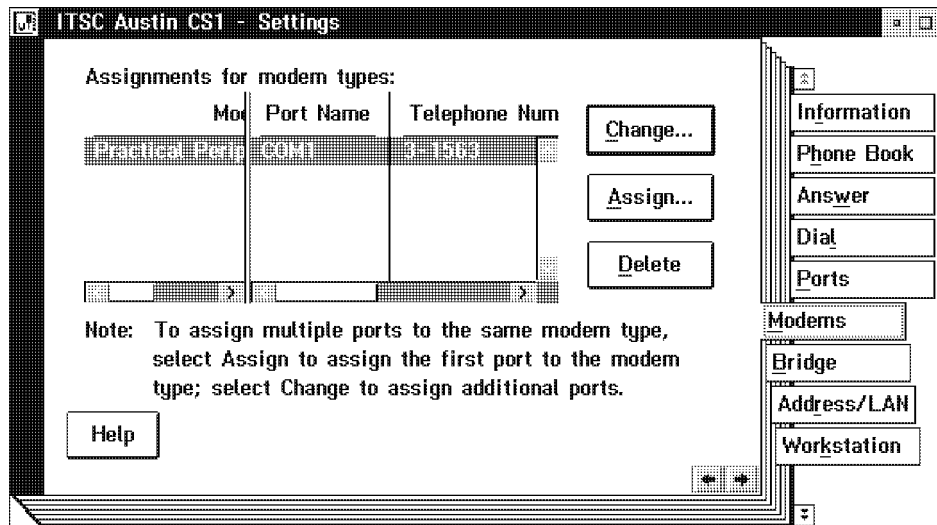 ITSC Austin CS1 - Settings
Assignments for modem types:
Mod Port Name Telephone Num
Practical Perip COM1 3-1563
Change...
Assign...
Delete
Note: To assign multiple ports to the same modem type,
select Assign to assign the first port to the modem
type; select Change to assign additional ports.
Help
Information
Phone Book
Answer
Dial
Ports
Modems
Bridge
Address/LAN
Workstation